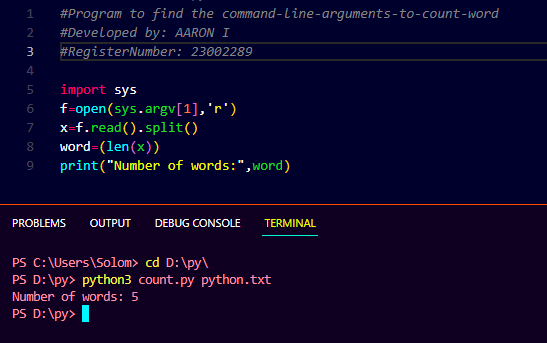 1 #Program to find the command-line-arguments-to-count-word
2 #Developed by: AARON I
3 #RegisterNumber: 23002289
4
5 import sys
6 f=open(sys.argv[1],'r')
7 x=f.read().split()
8 word=(len(x))
9 print("Number of words:",word)
PROBLEMS OUTPUT DEBUG CONSOLE TERMINAL
PS C:\Users\Solom> cd D:\py\
PS D:\py> python3 count.py python.txt
Number of words: 5
PS D:\py>